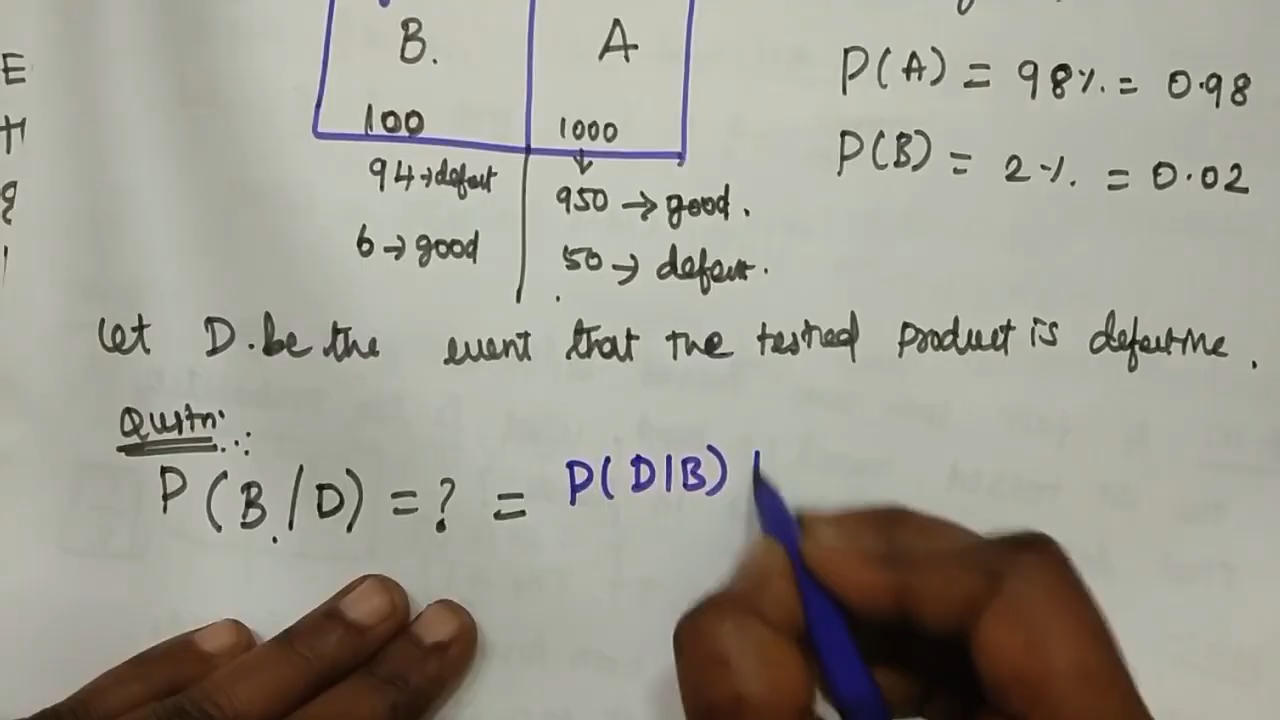 B. A
100 1000
94→defect 950 → good.
6→good 50→ defect.
P(A) = 98%. = 0.98
P(B) = 2%. = 0.02
Let D. be the event that the tested product is defective.
Questn:
P(B./D) = ? = P(D|B)